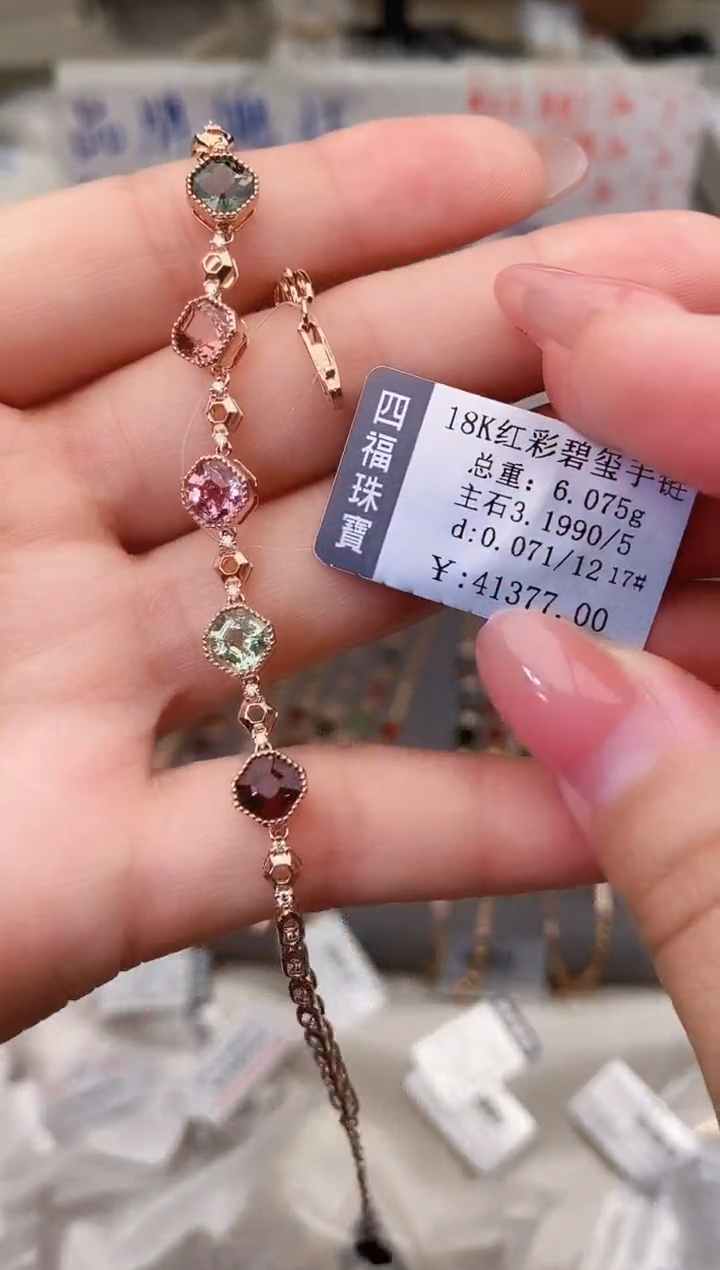 四福珠寶
18K红彩碧玺手链
总重: 6.075g
主石3.1990/5
d:0.071/12 17#
¥:41377.00